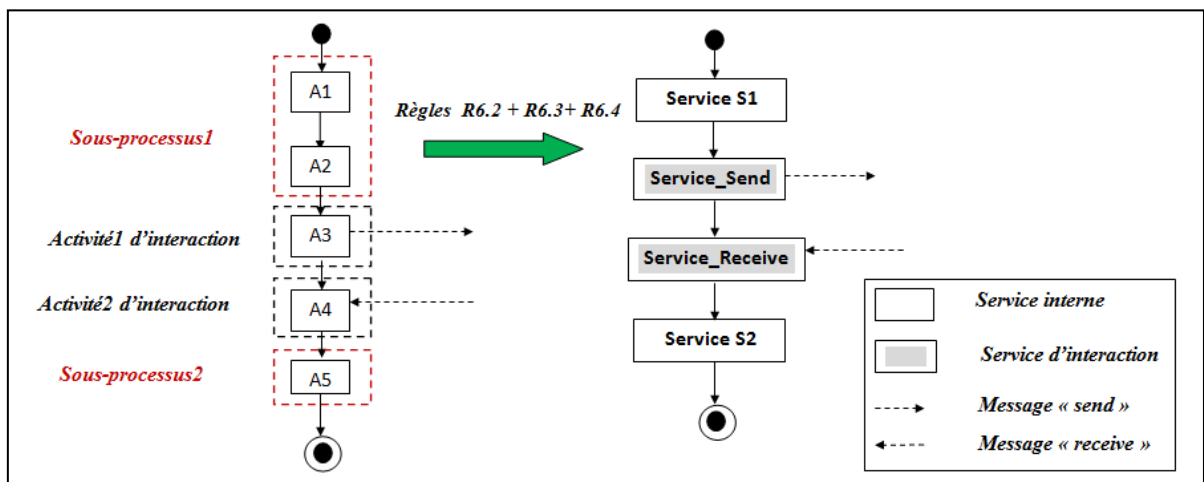 A1
Sous-processus1
A2
Activité1 d'interaction
A3
Activité2 d'interaction
A4
Sous-processus2
A5
Règles R6.2 + R6.3+ R6.4
Service S1
Service_Send
Service_Receive
Service S2
Service interne
Service d'interaction
Message « send »
Message « receive »